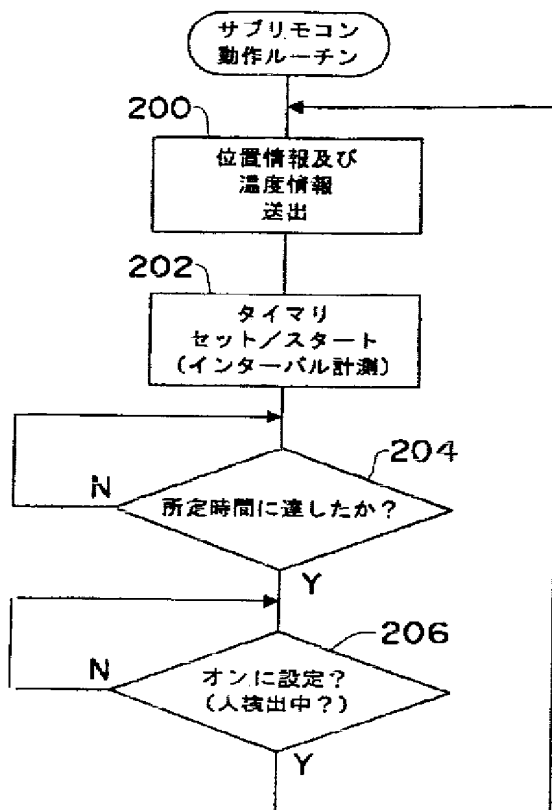 サブリモコン
動作ルーチン
200
位置情報及び
温度情報
送出
202
タイマリ
セット／スタート
(インターバル計測)
204
所定時間に達したか？
N
Y
206
オンに設定？
(人検出中？)
N
Y